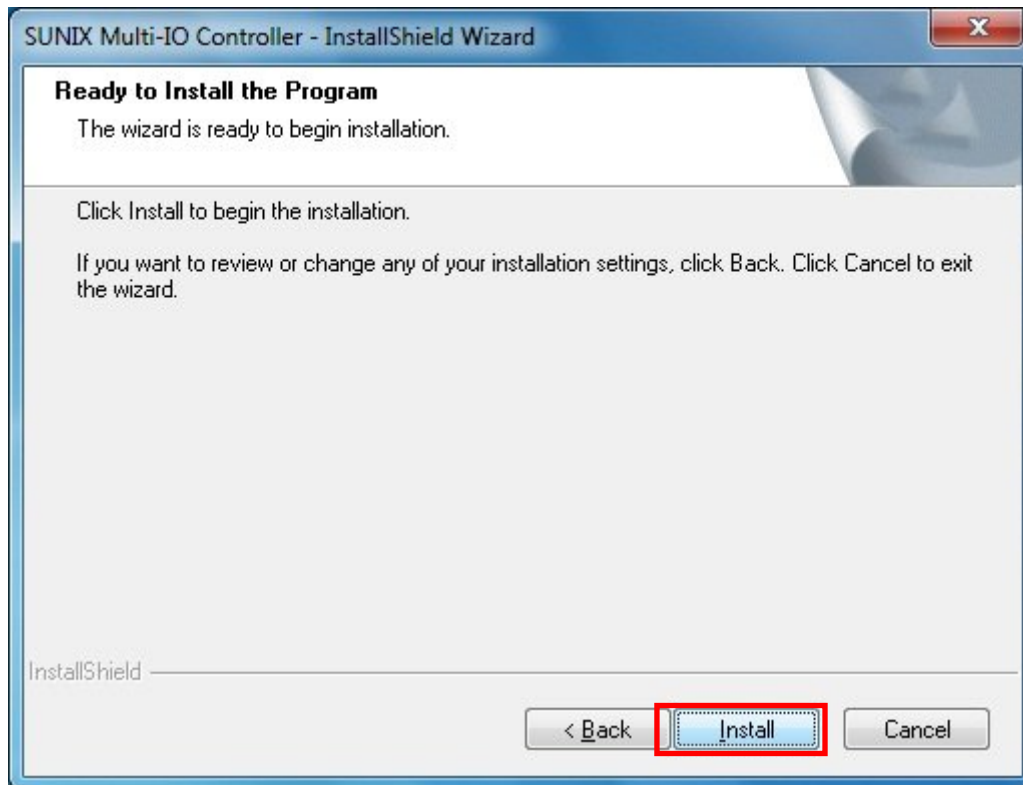 SUNIX Multi-IO Controller - InstallShield Wizard
Ready to Install the Program
The wizard is ready to begin installation.
Click Install to begin the installation.
If you want to review or change any of your installation settings, click Back. Click Cancel to exit
the wizard.
InstallShield
< Back Install Cancel